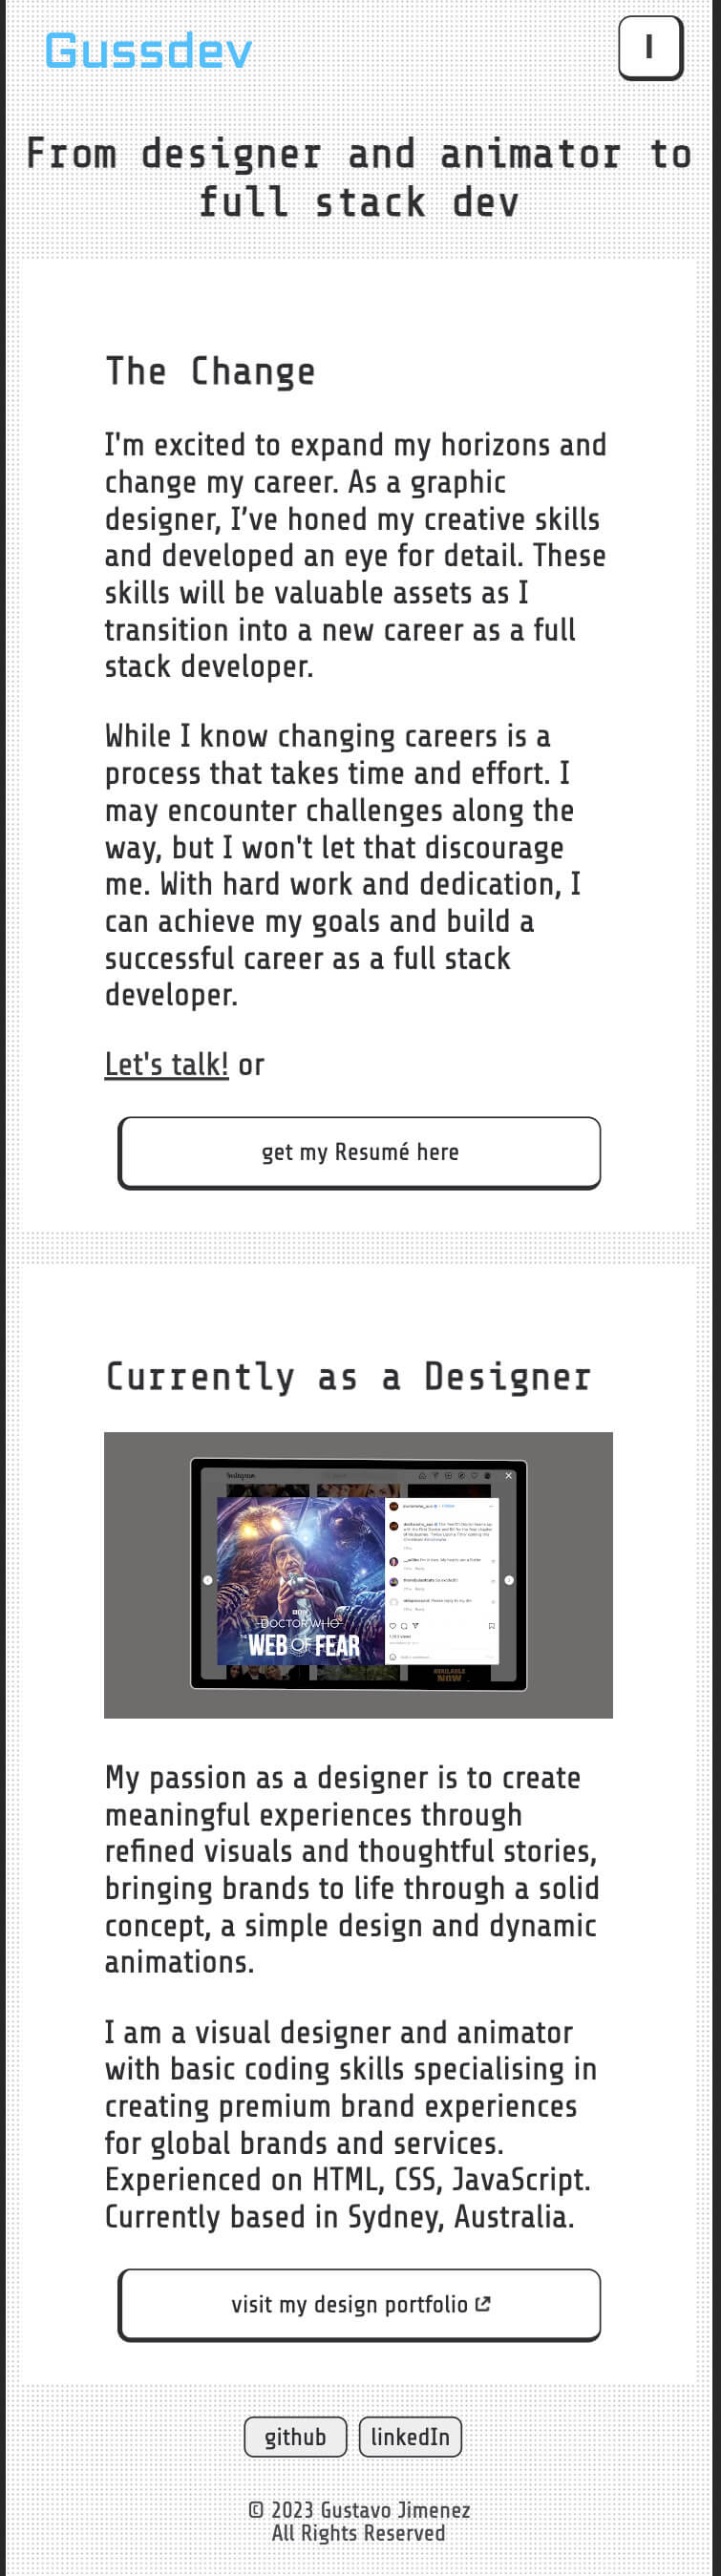 Gussdev
I
From designer and animator to
full stack dev
The Change
I'm excited to expand my horizons and
change my career. As a graphic
designer, I’ve honed my creative skills
and developed an eye for detail. These
skills will be valuable assets as I
transition into a new career as a full
stack developer.
While I know changing careers is a
process that takes time and effort. I
may encounter challenges along the
way, but I won't let that discourage
me. With hard work and dedication, I
can achieve my goals and build a
successful career as a full stack
developer.
Let's talk! or
get my Resumé here
Currently as a Designer
Instagram
BBC
DOCTOR WHO
WEB OF FEAR
AVAILABLE
NOW
My passion as a designer is to create
meaningful experiences through
refined visuals and thoughtful stories,
bringing brands to life through a solid
concept, a simple design and dynamic
animations.
I am a visual designer and animator
with basic coding skills specialising in
creating premium brand experiences
for global brands and services.
Experienced on HTML, CSS, JavaScript.
Currently based in Sydney, Australia.
visit my design portfolio
github
linkedIn
© 2023 Gustavo Jimenez
All Rights Reserved